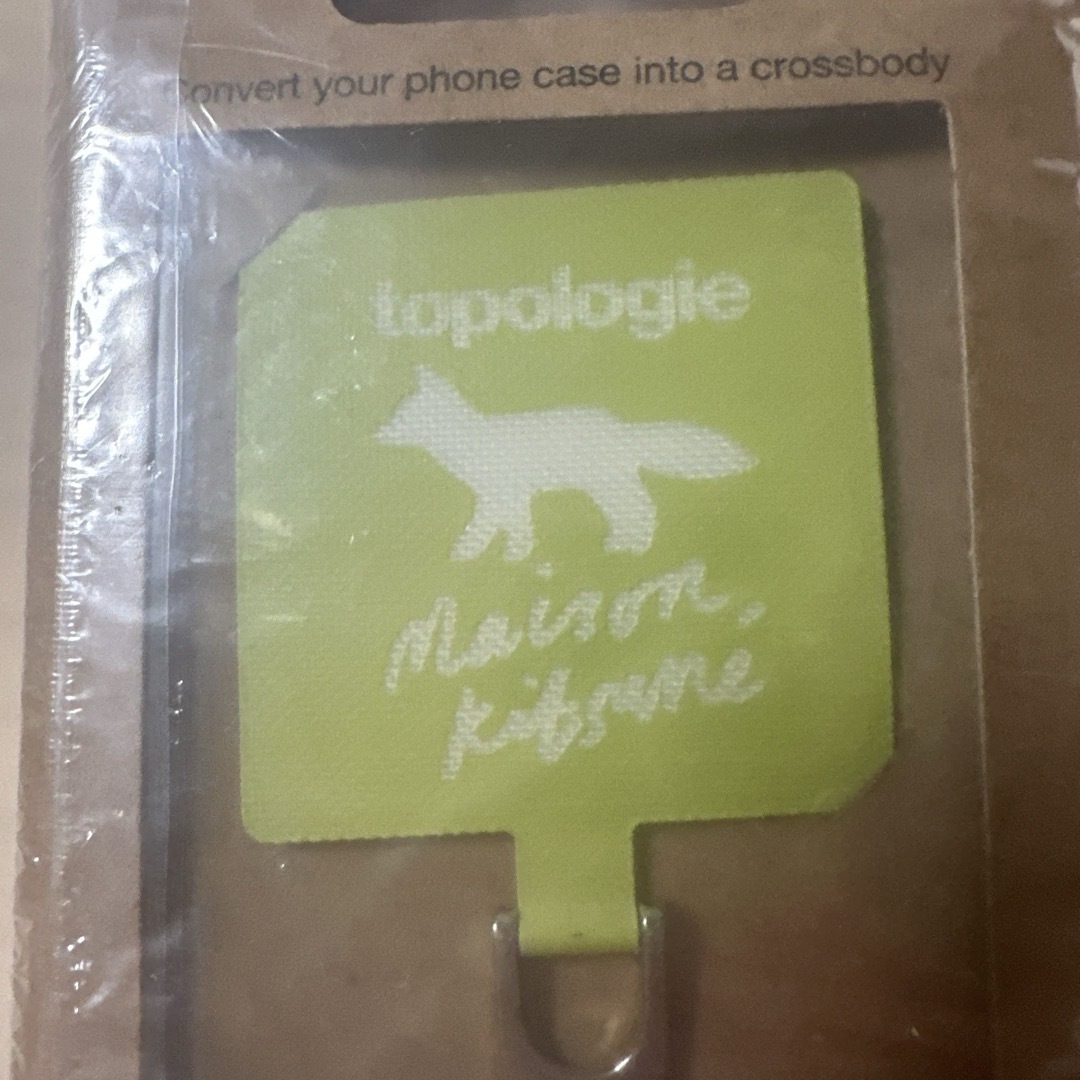 Convert your phone case into a crossbody
topologie
Maison
Kitsuné